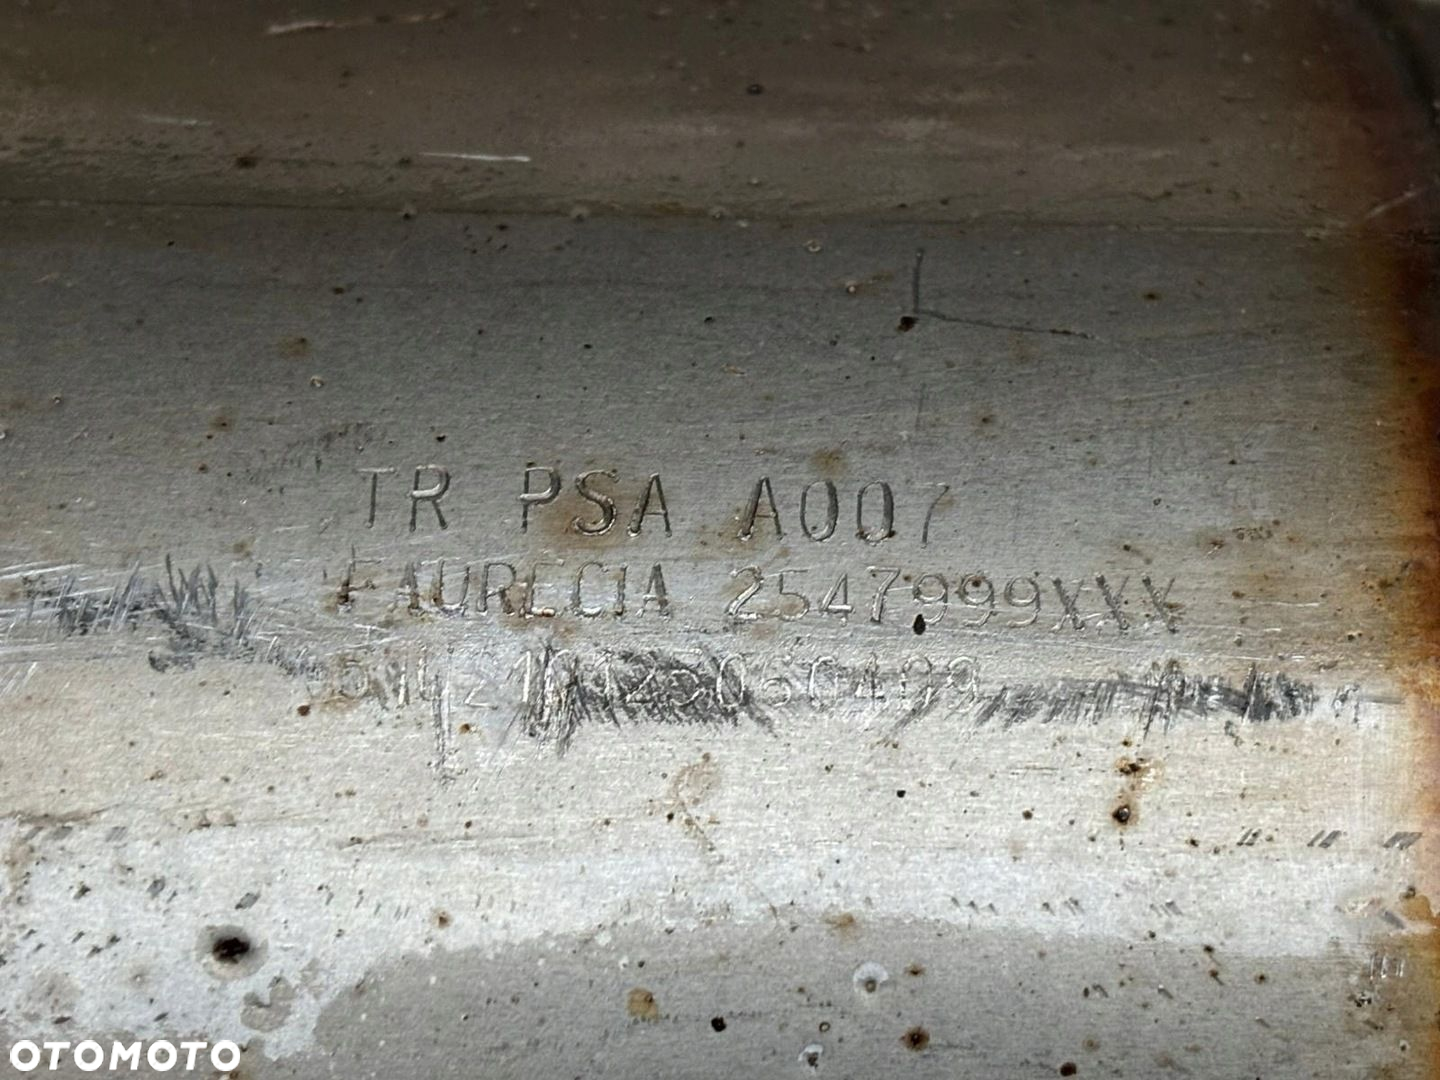 TR PSA A007
FAURECIA 2547999XXX
OTOMOTO